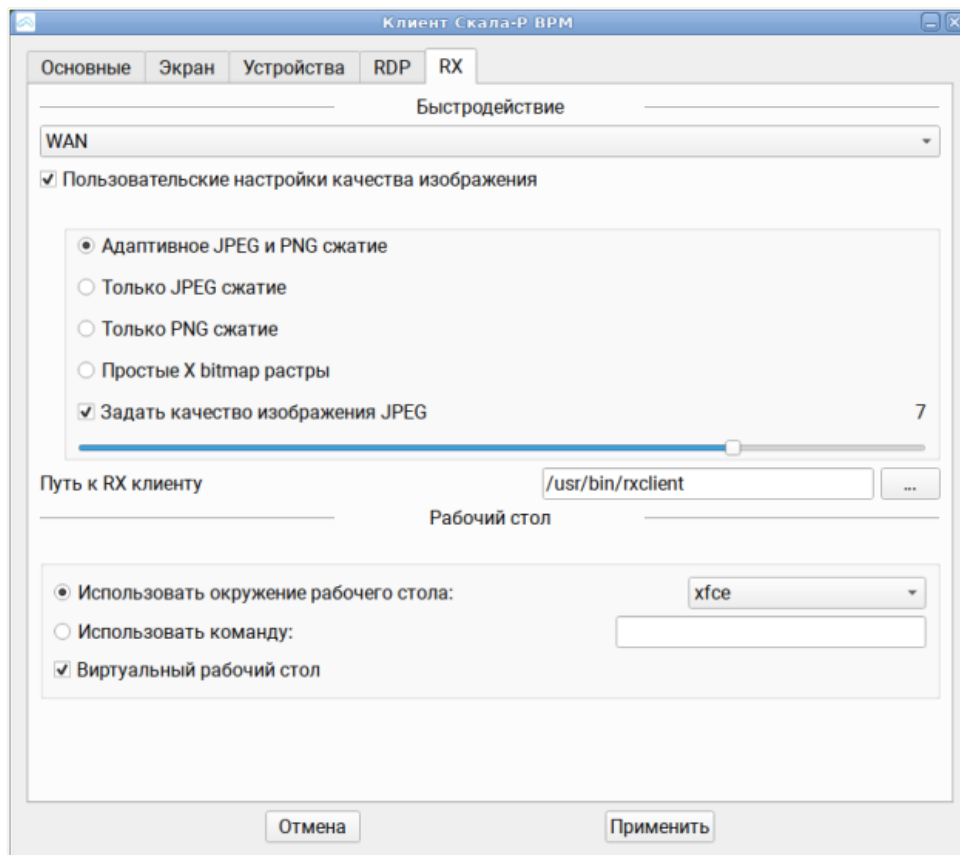 Клиент Скала-Р ВРМ
Основные Экран Устройства RDP RX
Быстродействие
WAN
Пользовательские настройки качества изображения
Адаптивное JPEG и PNG сжатие
Только JPEG сжатие
Только PNG сжатие
Простые X bitmap растры
Задать качество изображения JPEG 7
Путь к RX клиенту /usr/bin/rxclient ...
Рабочий стол
Использовать окружение рабочего стола: xfce
Использовать команду:
Виртуальный рабочий стол
Отмена Применить